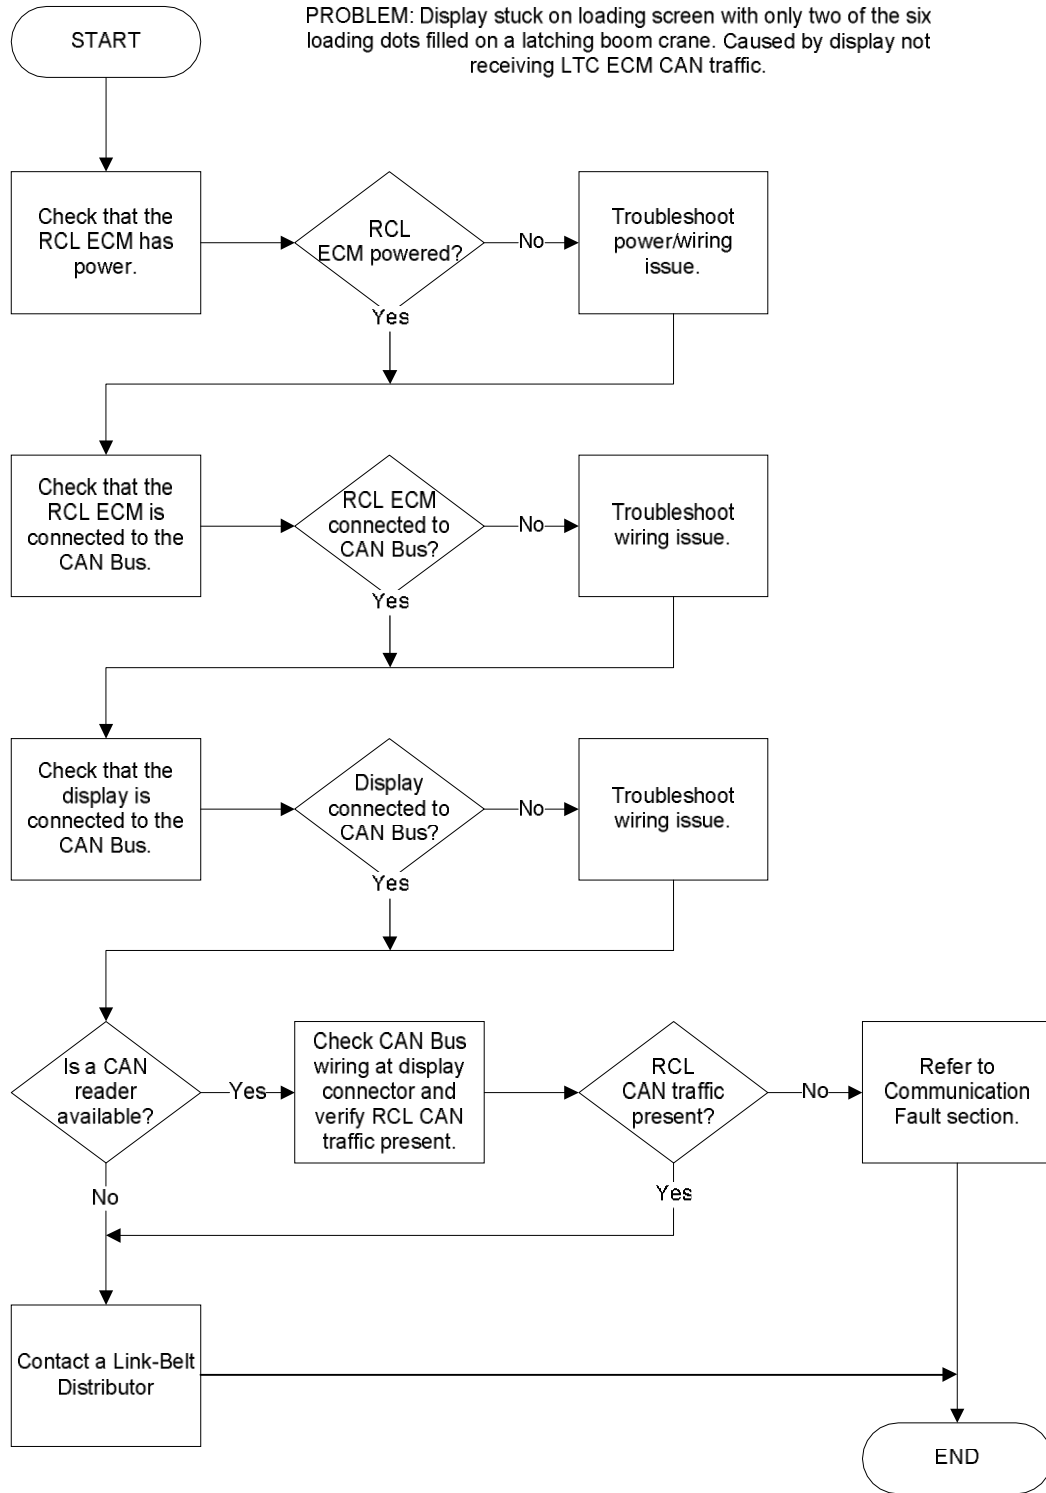 START
PROBLEM: Display stuck on loading screen with only two of the six
loading dots filled on a latching boom crane. Caused by display not
receiving LTC ECM CAN traffic.
Check that the
RCL ECM has
power.
RCL
ECM powered?
No
Troubleshoot
power/wiring
issue.
Yes
Check that the
RCL ECM is
connected to the
CAN Bus.
RCL ECM
connected to
CAN Bus?
No
Troubleshoot
wiring issue.
Yes
Check that the
display is
connected to the
CAN Bus.
Display
connected to
CAN Bus?
No
Troubleshoot
wiring issue.
Yes
Is a CAN
reader
available?
Yes
Check CAN Bus
wiring at display
connector and
verify RCL CAN
traffic present.
RCL
CAN traffic
present?
No
Refer to
Communication
Fault section.
No
Yes
Contact a Link-Belt
Distributor
END